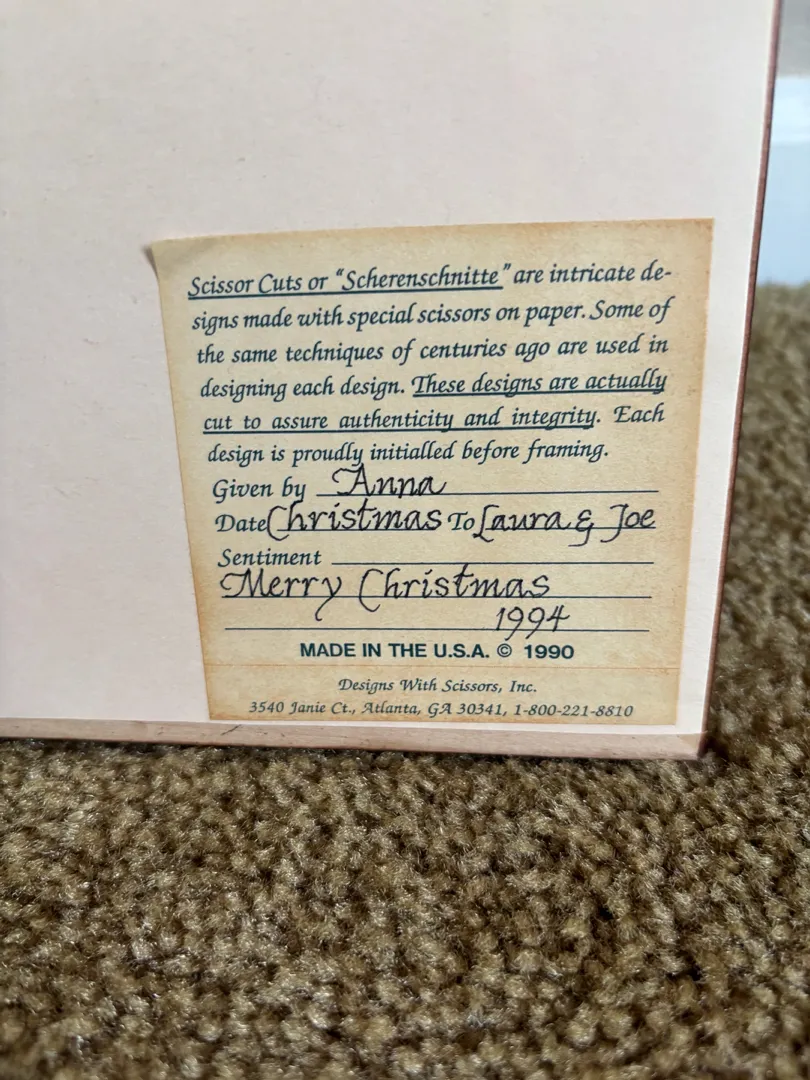 Scissor Cuts or "Scherenschnitte" are intricate de-
signs made with special scissors on paper. Some of
the same techniques of centuries ago are used in
designing each design. These designs are actually
cut to assure authenticity and integrity. Each
design is proudly initialled before framing.
Given by Anna
Date Christmas To Laura & Joe
Sentiment
Merry Christmas
1994
MADE IN THE U.S.A. © 1990
Designs With Scissors, Inc.
3540 Janie Ct., Atlanta, GA 30341, 1-800-221-8810